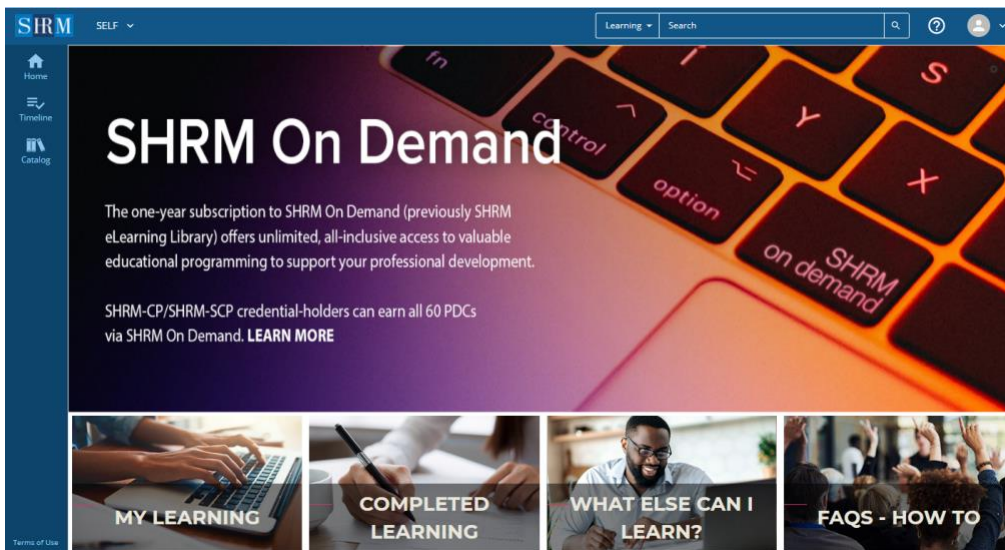 SHRM
SELF
Learning
Search
Home
Timeline
Catalog
fn
control
option
S
Y
X
SHRM
on demand
SHRM On Demand
The one-year subscription to SHRM On Demand (previously SHRM
eLearning Library) offers unlimited, all-inclusive access to valuable
educational programming to support your professional development.
SHRM-CP/SHRM-SCP credential-holders can earn all 60 PDCs
via SHRM On Demand. LEARN MORE
MY LEARNING
COMPLETED
LEARNING
WHAT ELSE CAN I
LEARN?
FAQS - HOW TO
Terms of Use